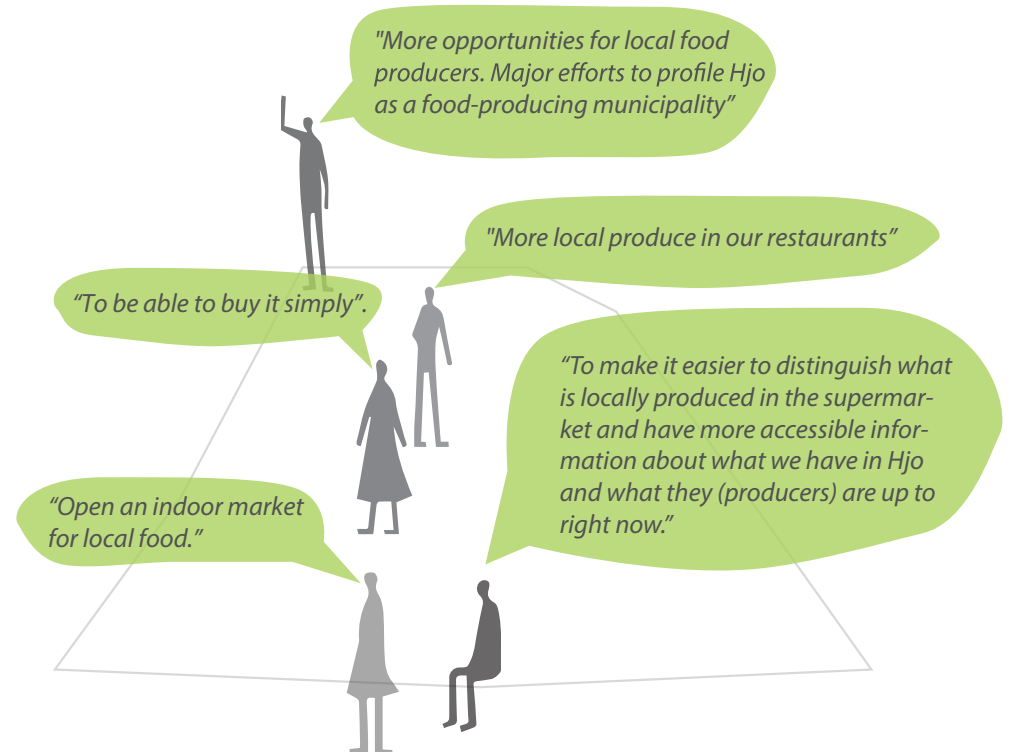 "More opportunities for local food
producers. Major efforts to profile Hjo
as a food-producing municipality”
"More local produce in our restaurants”
“To be able to buy it simply”.
“To make it easier to distinguish what
is locally produced in the supermar-
ket and have more accessible infor-
mation about what we have in Hjo
and what they (producers) are up to
right now.”
“Open an indoor market
for local food.”